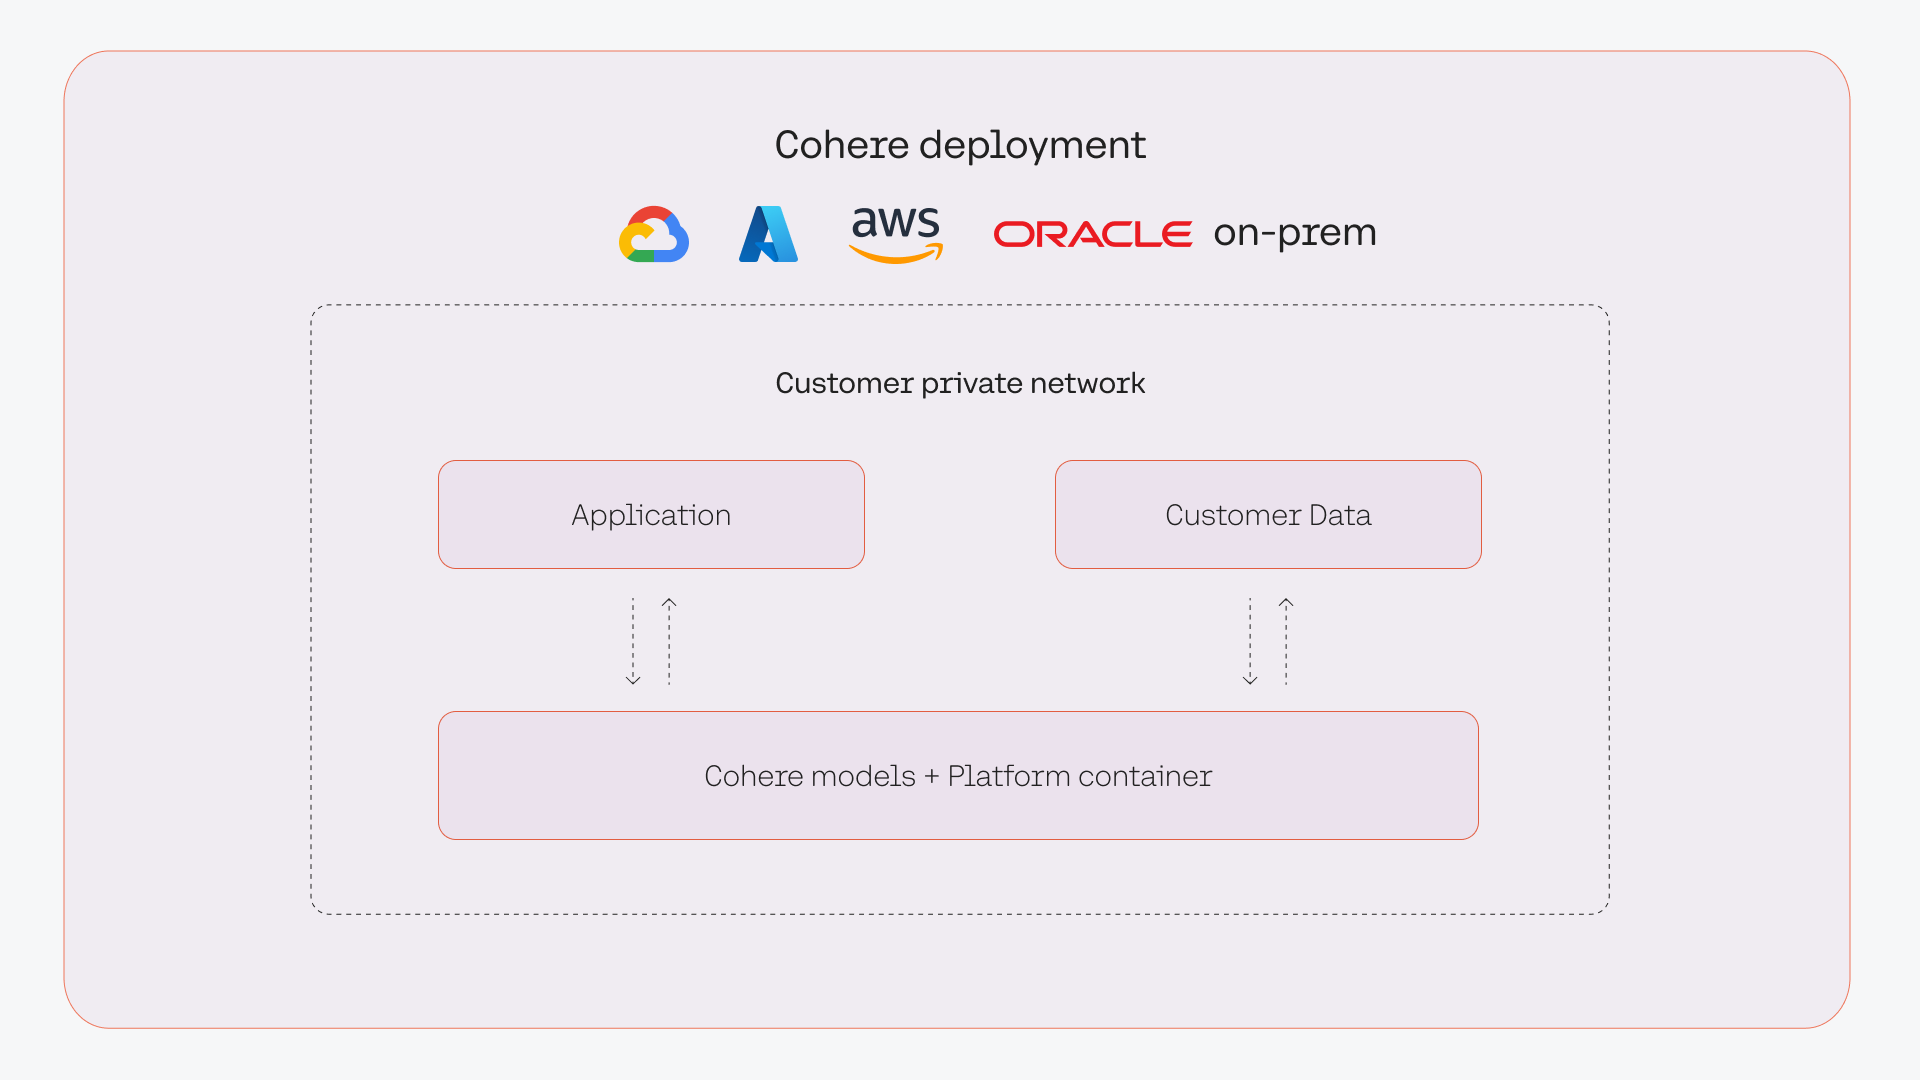 Cohere deployment
aws ORACLE on-prem
Customer private network
Application
Customer Data
Cohere models + Platform container